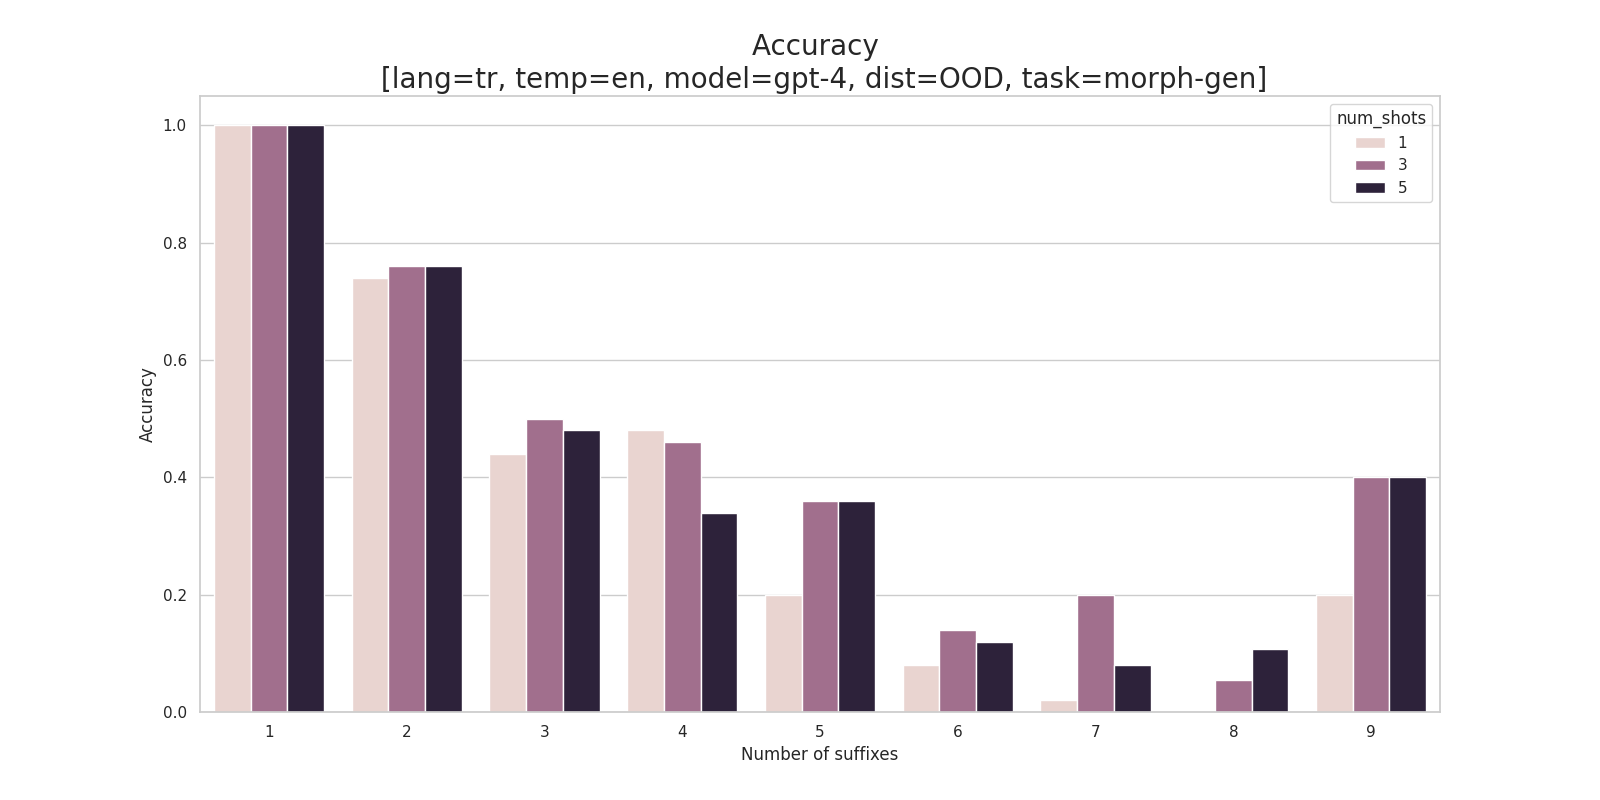 Accuracy
[lang=tr, temp=en, model=gpt-4, dist=OOD, task=morph-gen]
num_shots
1
3
5
1.0
0.8
0.6
0.4
0.2
0.0
Accuracy
1 2 3 4 5 6 7 8 9
Number of suffixes